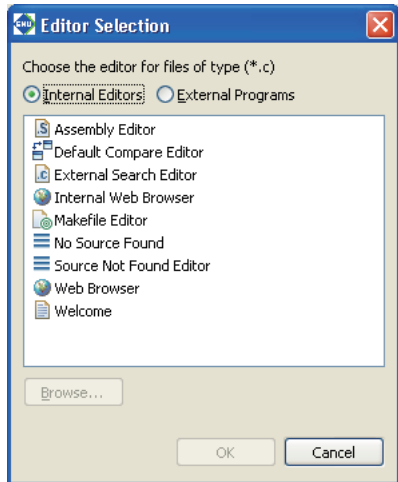 GNU Editor Selection
Choose the editor for files of type (*.c)
Internal Editors External Programs
.S Assembly Editor
Default Compare Editor
.c External Search Editor
Internal Web Browser
Makefile Editor
No Source Found
Source Not Found Editor
Web Browser
Welcome
Browse...
OK Cancel